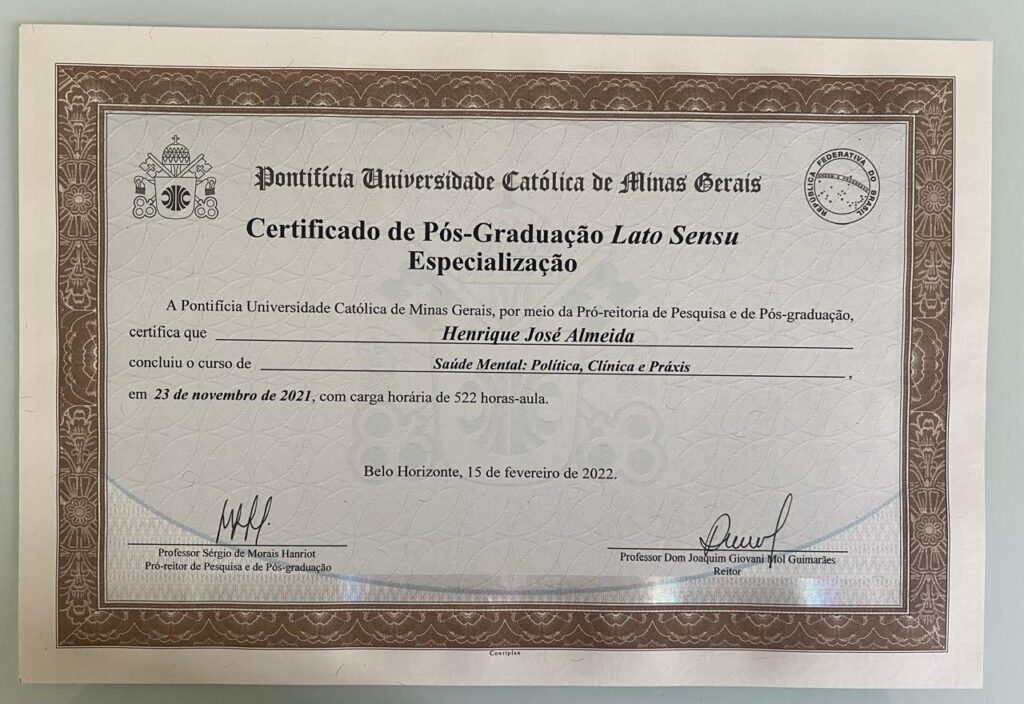 Pontifícia Universidade Católica de Minas Gerais
REPÚBLICA FEDERATIVA DO BRASIL
Certificado de Pós-Graduação Lato Sensu
Especialização
A Pontifícia Universidade Católica de Minas Gerais, por meio da Pró-reitoria de Pesquisa e de Pós-graduação,
certifica que Henrique José Almeida
concluiu o curso de Saúde Mental: Política, Clínica e Práxis,
em 23 de novembro de 2021, com carga horária de 522 horas-aula.
Belo Horizonte, 15 de fevereiro de 2022.
Professor Sérgio de Morais Hanriot
Pró-reitor de Pesquisa e de Pós-graduação
Professor Dom Joaquim Giovani Mol Guimarães
Reitor